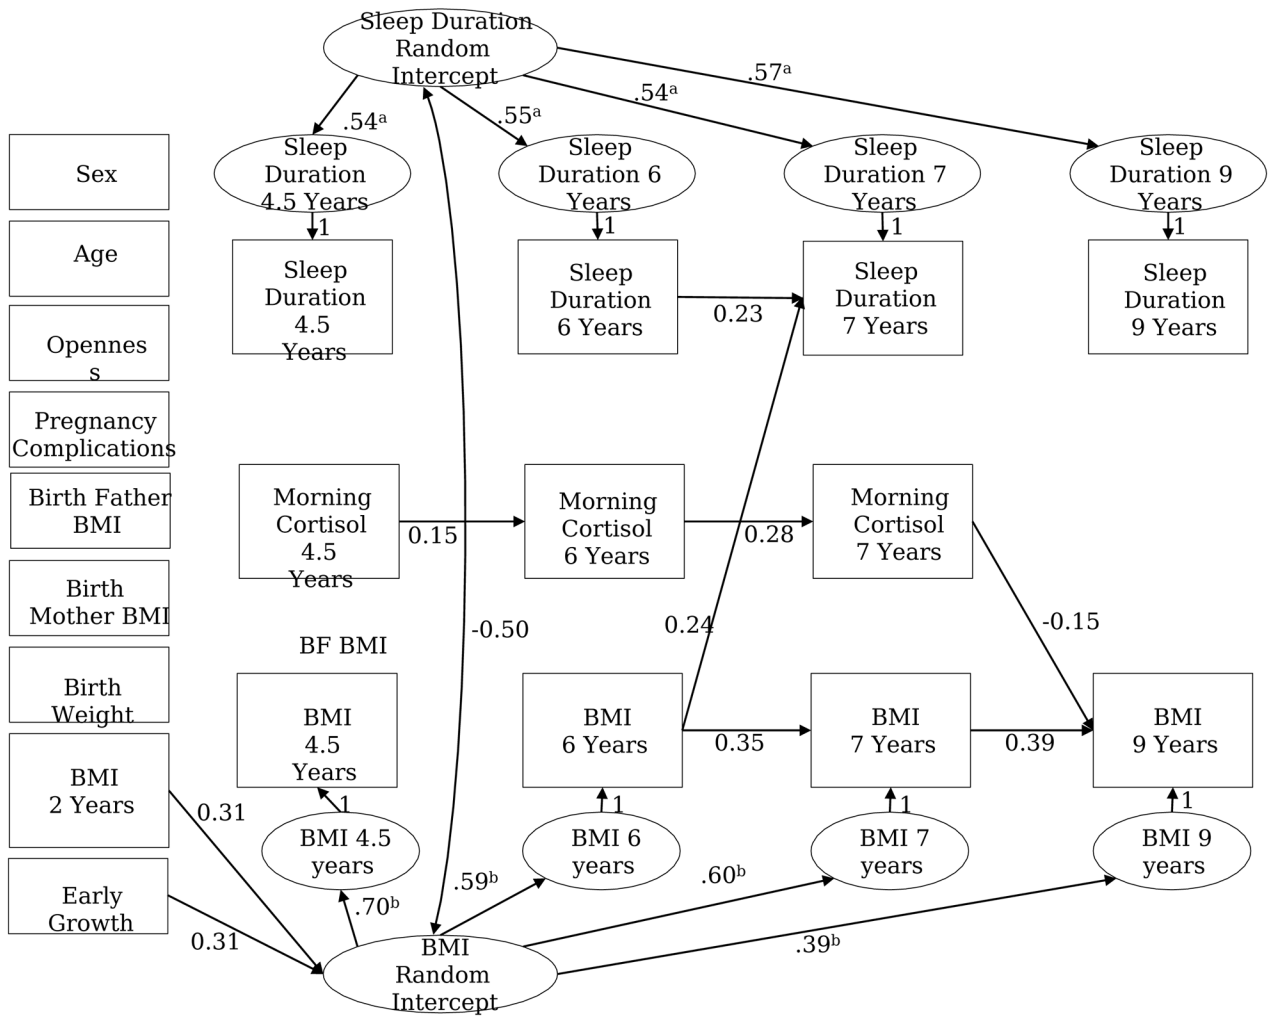 Sleep Duration
Random
Intercept
.54a
.55a
.54a
.57a
Sex
Sleep
Duration
4.5 Years
Sleep
Duration 6
Years
Sleep
Duration 7
Years
Sleep
Duration 9
Years
1
1
1
1
Age
Sleep
Duration
4.5
Years
Sleep
Duration
6 Years
0.23
Sleep
Duration
7 Years
Sleep
Duration
9 Years
Opennes
s
Pregnancy
Complications
Birth Father
BMI
Morning
Cortisol
4.5
Years
0.15
Morning
Cortisol
6 Years
0.28
Morning
Cortisol
7 Years
Birth
Mother BMI
-0.50
0.24
-0.15
BF BMI
Birth
Weight
BMI
4.5
Years
BMI
6 Years
0.35
BMI
7 Years
0.39
BMI
9 Years
BMI
2 Years
0.31
1
1
1
1
BMI 4.5
years
BMI 6
years
BMI 7
years
BMI 9
years
Early
Growth
0.31
.70b
.59b
.60b
.39b
BMI
Random
Intercept